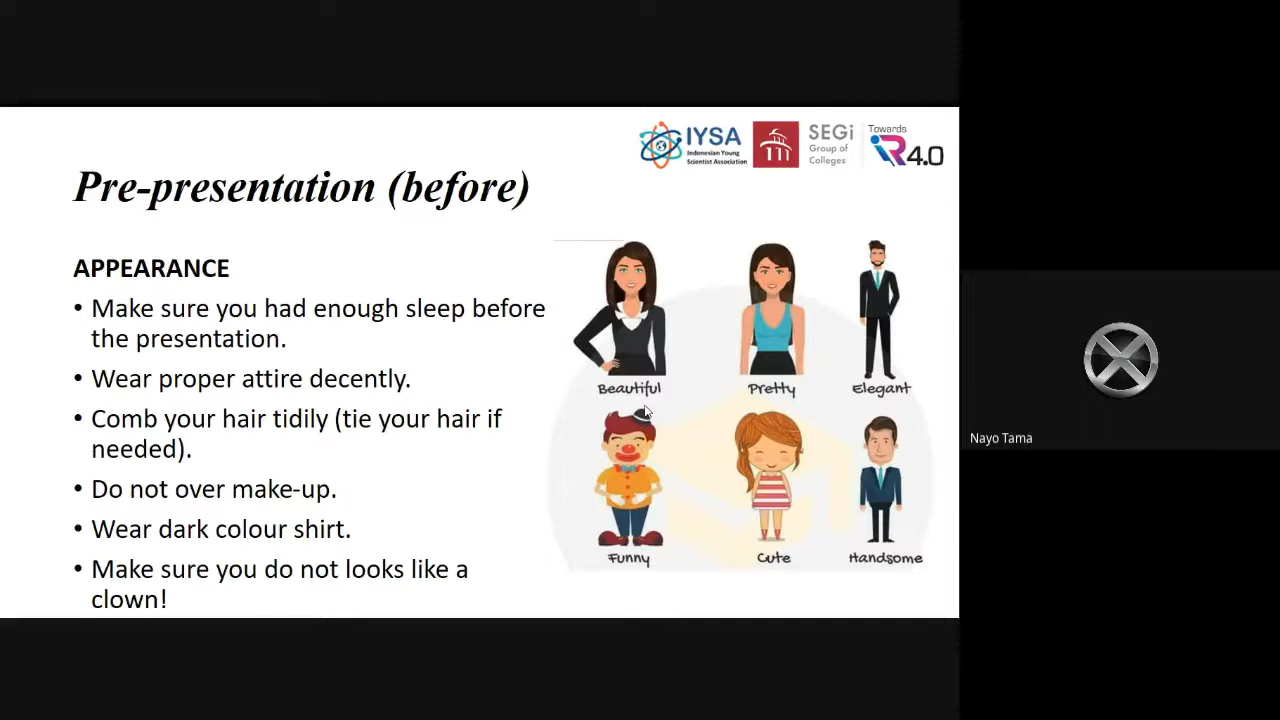 IYSA
Indonesian Young
Scientist Association
SEGi
Group of
Colleges
Towards
iR4.0
Pre-presentation (before)
APPEARANCE
• Make sure you had enough sleep before
the presentation.
• Wear proper attire decently.
• Comb your hair tidily (tie your hair if
needed).
• Do not over make-up.
• Wear dark colour shirt.
• Make sure you do not looks like a
clown!
Beautiful
Pretty
Elegant
Funny
Cute
Handsome
Nayo Tama